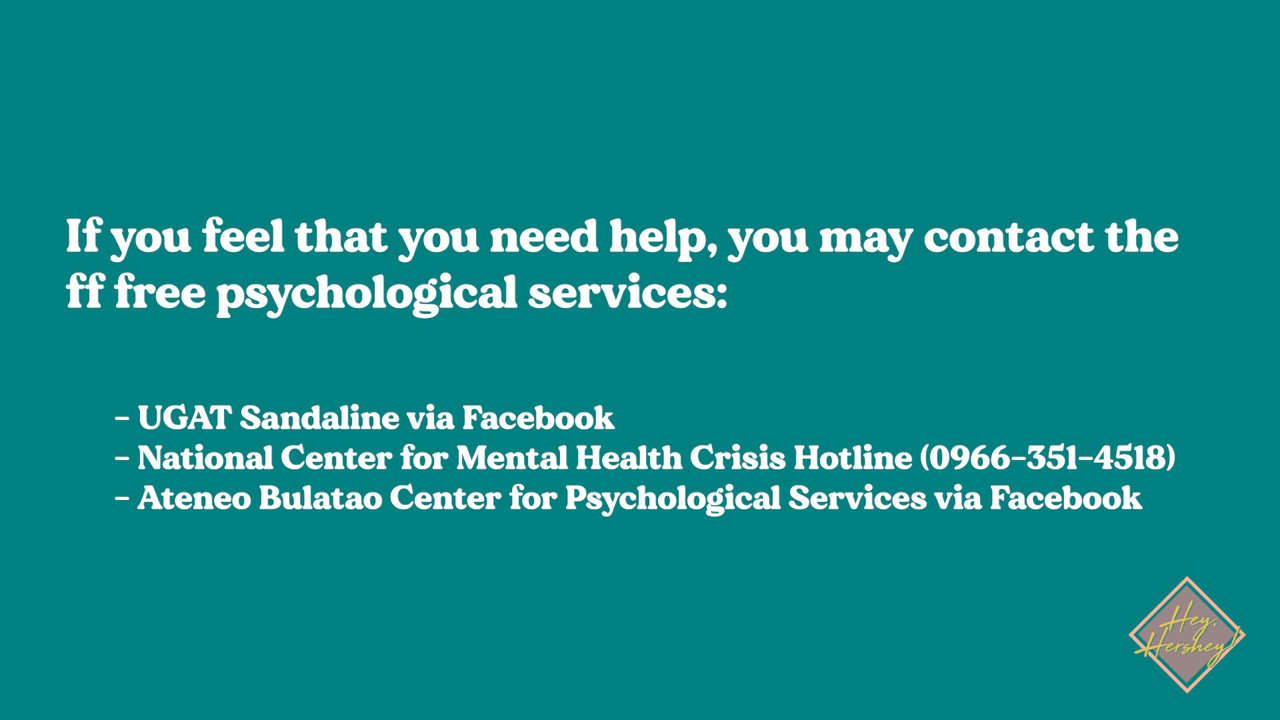 If you feel that you need help, you may contact the
ff free psychological services:
- UGAT Sandaline via Facebook
- National Center for Mental Health Crisis Hotline (0966-351-4518)
- Ateneo Bulatao Center for Psychological Services via Facebook
Hey,
Hershey!